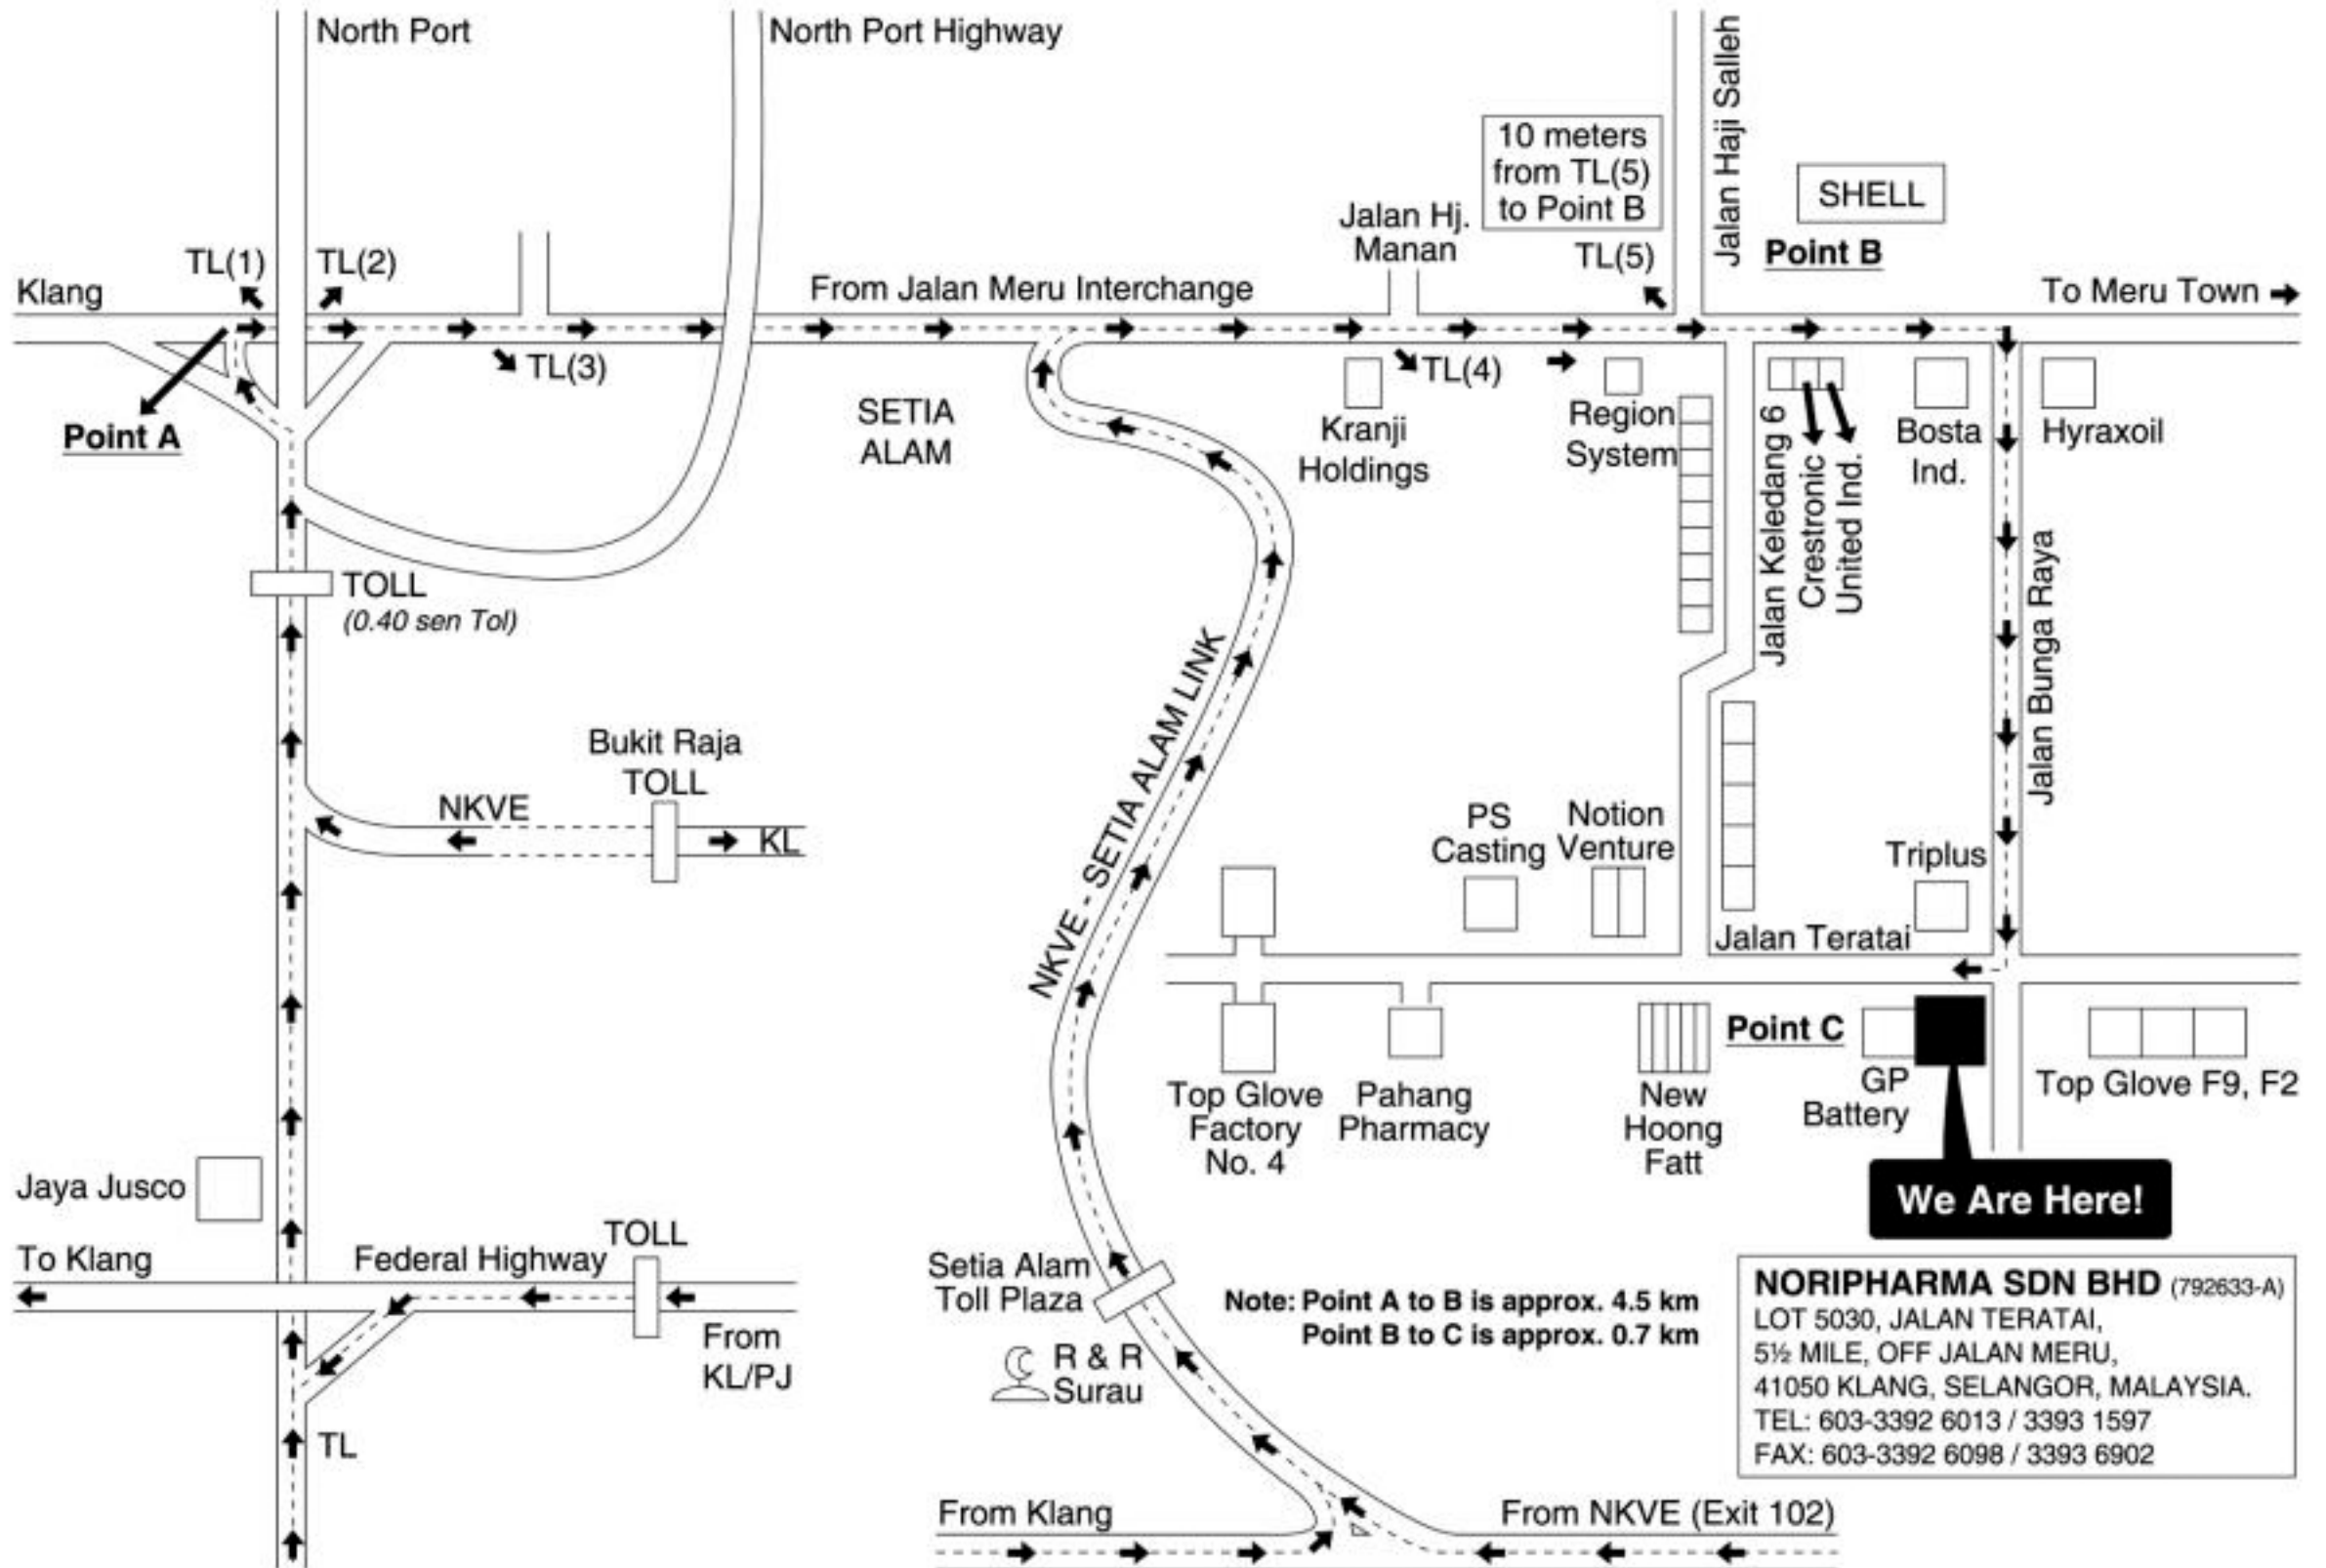 North Port
North Port Highway
Jalan Haji Salleh
10 meters
from TL(5)
to Point B
SHELL
Jalan Hj.
Manan
TL(5)
Point B
TL(1)
TL(2)
Klang
From Jalan Meru Interchange
To Meru Town
TL(3)
TL(4)
Point A
SETIA
ALAM
Kranji
Holdings
Region
System
Jalan Keledang 6
Crestronic
United Ind.
Bosta
Ind.
Hyraxoil
Jalan Bunga Raya
TOLL
(0.40 sen Tol)
NKVE - SETIA ALAM LINK
Bukit Raja
TOLL
NKVE
KL
PS
Casting
Notion
Venture
Triplus
Jalan Teratai
Point C
Top Glove
Factory
No. 4
Pahang
Pharmacy
New
Hoong
Fatt
GP
Battery
Top Glove F9, F2
We Are Here!
Jaya Jusco
To Klang
Federal Highway
TOLL
From
KL/PJ
TL
Setia Alam
Toll Plaza
R & R
Surau
Note: Point A to B is approx. 4.5 km
Point B to C is approx. 0.7 km
NORIPHARMA SDN BHD (792633-A)
LOT 5030, JALAN TERATAI,
5½ MILE, OFF JALAN MERU,
41050 KLANG, SELANGOR, MALAYSIA.
TEL: 603-3392 6013 / 3393 1597
FAX: 603-3392 6098 / 3393 6902
From Klang
From NKVE (Exit 102)